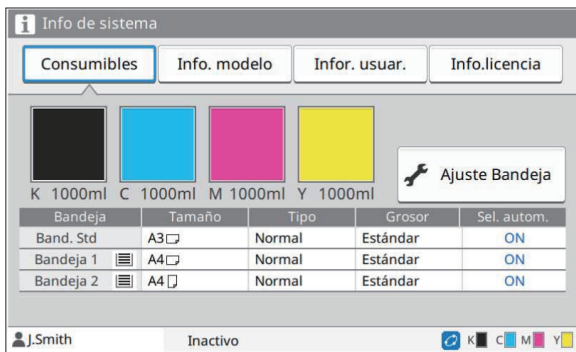 i Info de sistema
Consumibles Info. modelo Infor. usuar. Info.licencia
K 1000ml C 1000ml M 1000ml Y 1000ml Ajuste Bandeja
Bandeja Tamaño Tipo Grosor Sel. autom.
Band. Std A3 Normal Estándar ON
Bandeja 1 A4 Normal Estándar ON
Bandeja 2 A4 Normal Estándar ON
J.Smith Inactivo K C M Y